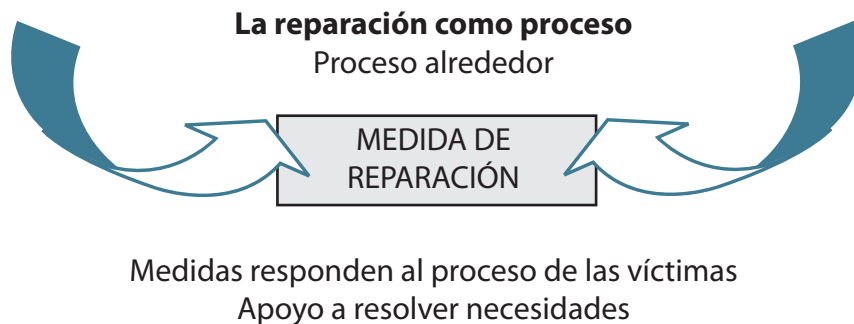 La reparación como proceso
Proceso alrededor
MEDIDA DE
REPARACIÓN
Medidas responden al proceso de las víctimas
Apoyo a resolver necesidades